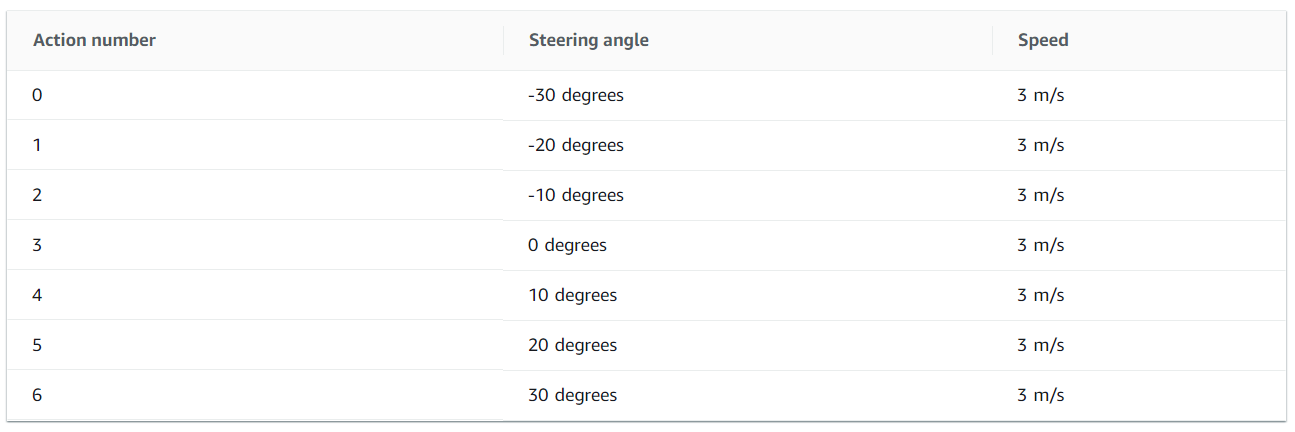 Action number Steering angle Speed
0 -30 degrees 3 m/s
1 -20 degrees 3 m/s
2 -10 degrees 3 m/s
3 0 degrees 3 m/s
4 10 degrees 3 m/s
5 20 degrees 3 m/s
6 30 degrees 3 m/s